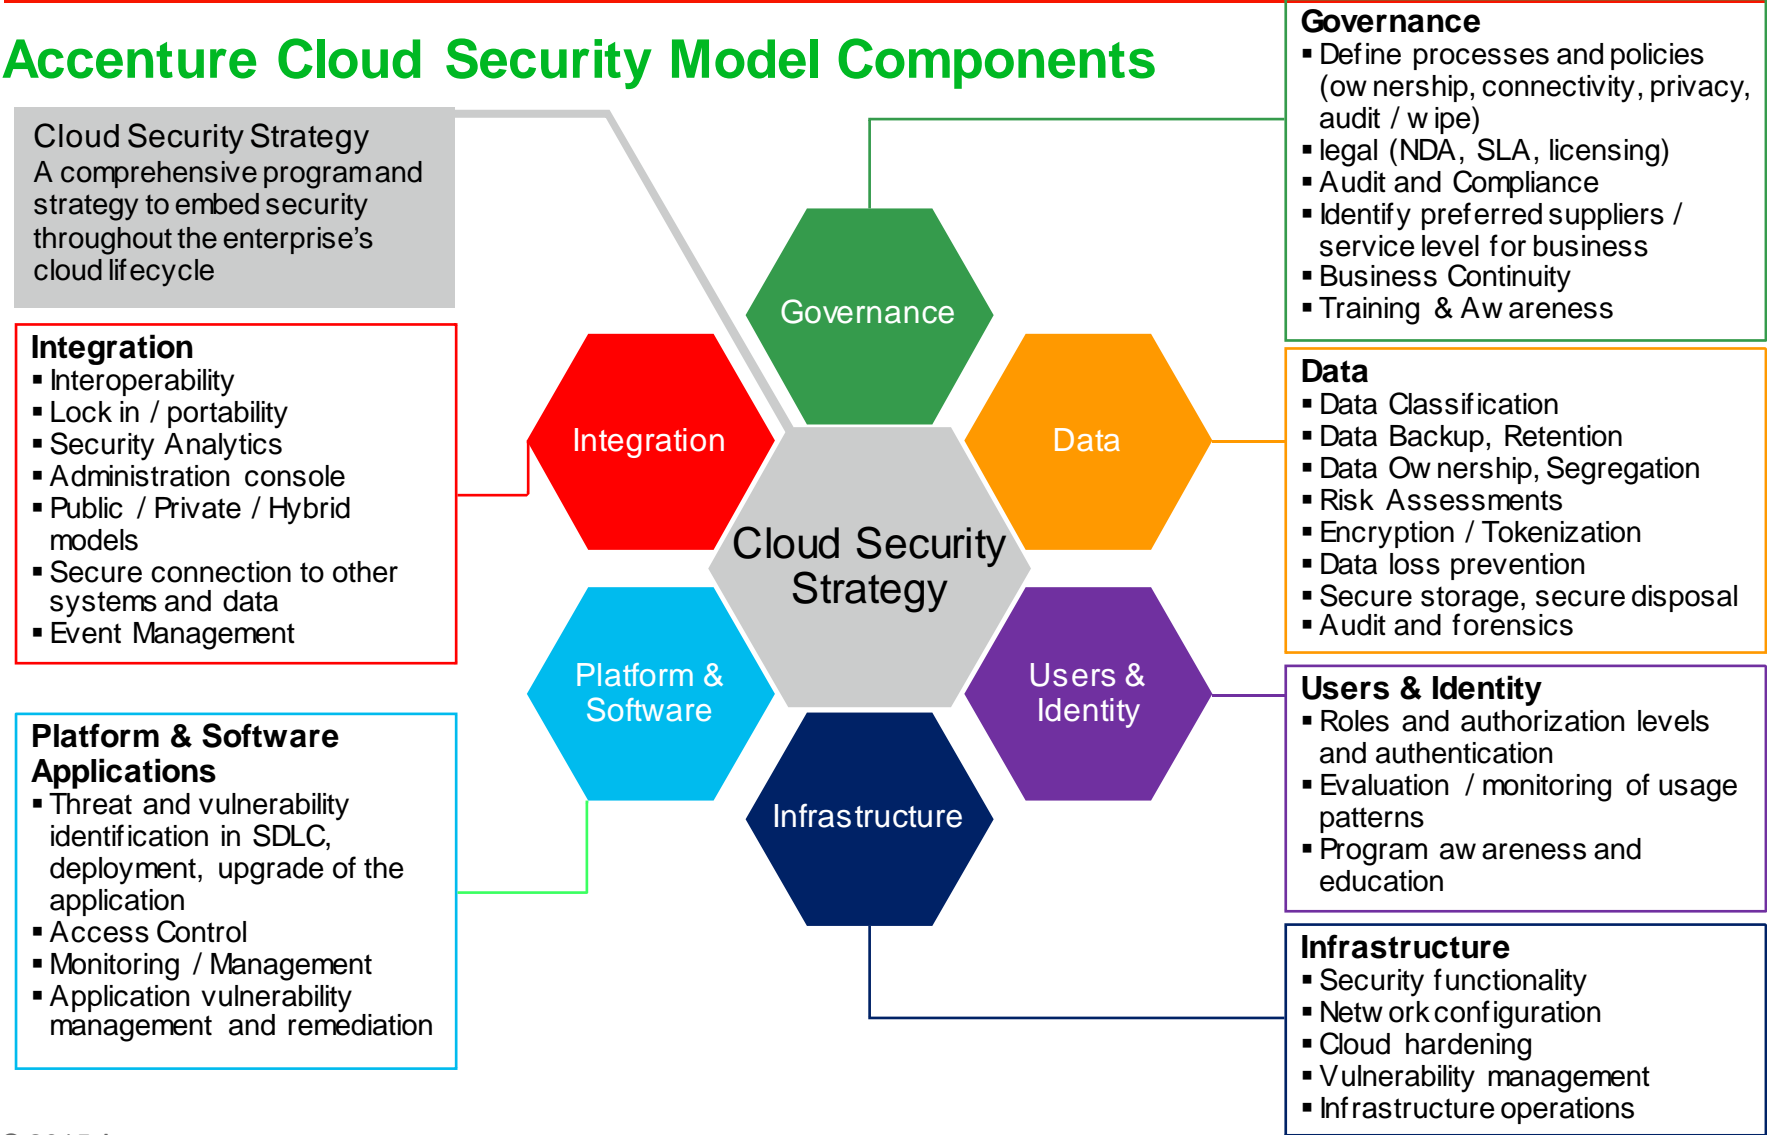 Accenture Cloud Security Model Components
Cloud Security Strategy
A comprehensive program and
strategy to embed security
throughout the enterprise's
cloud lifecycle
Integration
▪ Interoperability
▪ Lock in / portability
▪ Security Analytics
▪ Administration console
▪ Public / Private / Hybrid
models
▪ Secure connection to other
systems and data
▪ Event Management
Platform & Software
Applications
▪ Threat and vulnerability
identification in SDLC,
deployment, upgrade of the
application
▪ Access Control
▪ Monitoring / Management
▪ Application vulnerability
management and remediation
Governance
Integration
Data
Cloud Security
Strategy
Platform &
Software
Users &
Identity
Infrastructure
Governance
▪ Define processes and policies
(ownership, connectivity, privacy,
audit / wipe)
▪ legal (NDA, SLA, licensing)
▪ Audit and Compliance
▪ Identify preferred suppliers /
service level for business
▪ Business Continuity
▪ Training & Awareness
Data
▪ Data Classification
▪ Data Backup, Retention
▪ Data Ownership, Segregation
▪ Risk Assessments
▪ Encryption / Tokenization
▪ Data loss prevention
▪ Secure storage, secure disposal
▪ Audit and forensics
Users & Identity
▪ Roles and authorization levels
and authentication
▪ Evaluation / monitoring of usage
patterns
▪ Program awareness and
education
Infrastructure
▪ Security functionality
▪ Network configuration
▪ Cloud hardening
▪ Vulnerability management
▪ Infrastructure operations